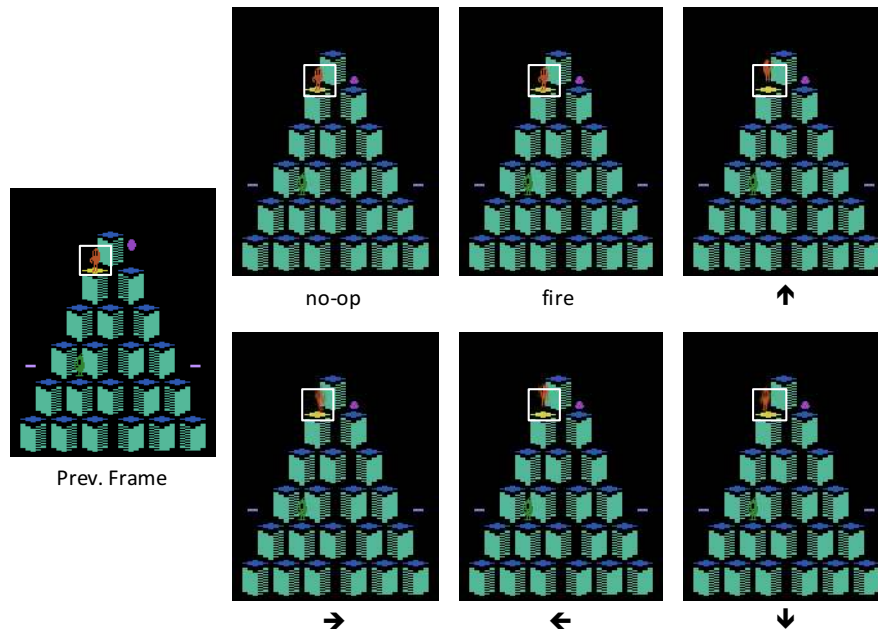 no-op
fire
↑
Prev. Frame
→
←
↓